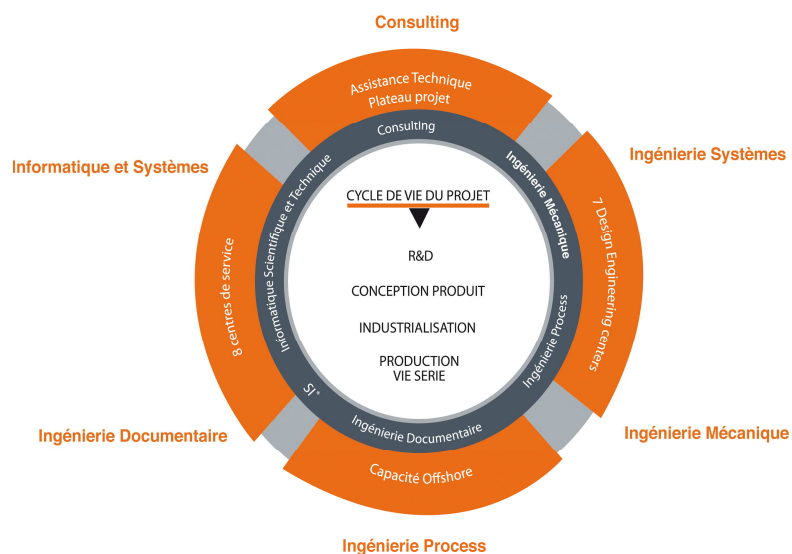 Consulting
Assistance Technique
Plateau projet
Consulting
Informatique et Systèmes
Ingénierie Systèmes
Informatique Scientifique et Technique
Ingénierie Mécanique
8 centres de service
7 Design Engineering centers
CYCLE DE VIE DU PROJET
R&D
CONCEPTION PRODUIT
INDUSTRIALISATION
PRODUCTION
VIE SERIE
Ingénierie Process
SI*
Ingénierie Documentaire
Ingénierie Documentaire
Ingénierie Mécanique
Capacité Offshore
Ingénierie Process